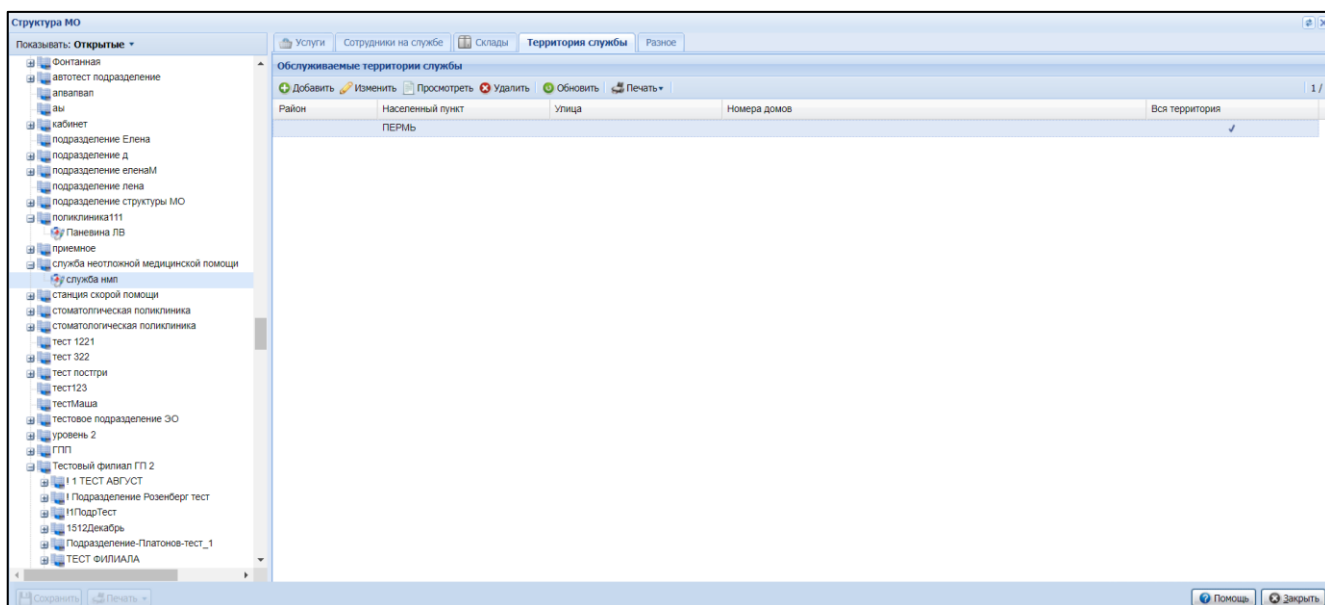 Структура МО
Показывать: Открытые
Фонтанная
автотест подразделение
апвапвап
аы
кабинет
подразделение Елена
подразделение д
подразделение еленаМ
подразделение лена
подразделение структуры МО
поликлиника111
Паневина ЛВ
приемное
служба неотложной медицинской помощи
служба нмп
станция скорой помощи
стоматолгическая поликлиника
стоматологическая поликлиника
тест 1221
тест 322
тест постгри
тест123
тестМаша
тестовое подразделение ЭО
уровень 2
ГПП
Тестовый филиал ГП 2
! 1 ТЕСТ АВГУСТ
! Подразделение Розенберг тест
!1ПодрТест
1512Декабрь
Подразделение-Платонов-тест_1
ТЕСТ ФИЛИАЛА
Услуги Сотрудники на службе Склады Территория службы Разное
Обслуживаемые территории службы
Добавить Изменить Просмотреть Удалить Обновить Печать 1 /
Район Населенный пункт Улица Номера домов Вся территория
ПЕРМЬ
Сохранить Печать Помощь Закрыть